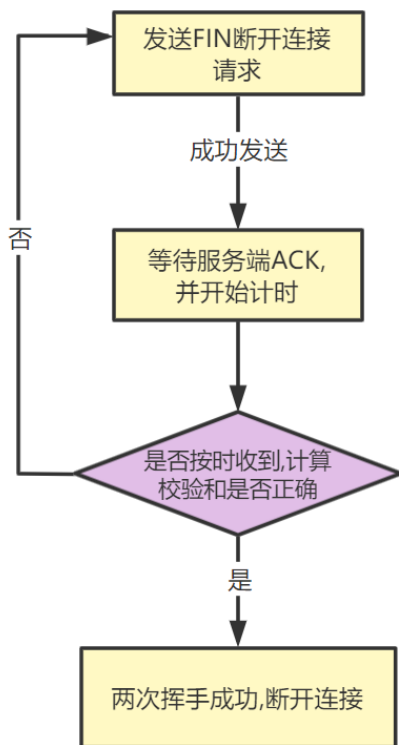 发送FIN断开连接
请求
成功发送
否
等待服务端ACK,
并开始计时
是否按时收到,计算
校验和是否正确
是
两次挥手成功,断开连接